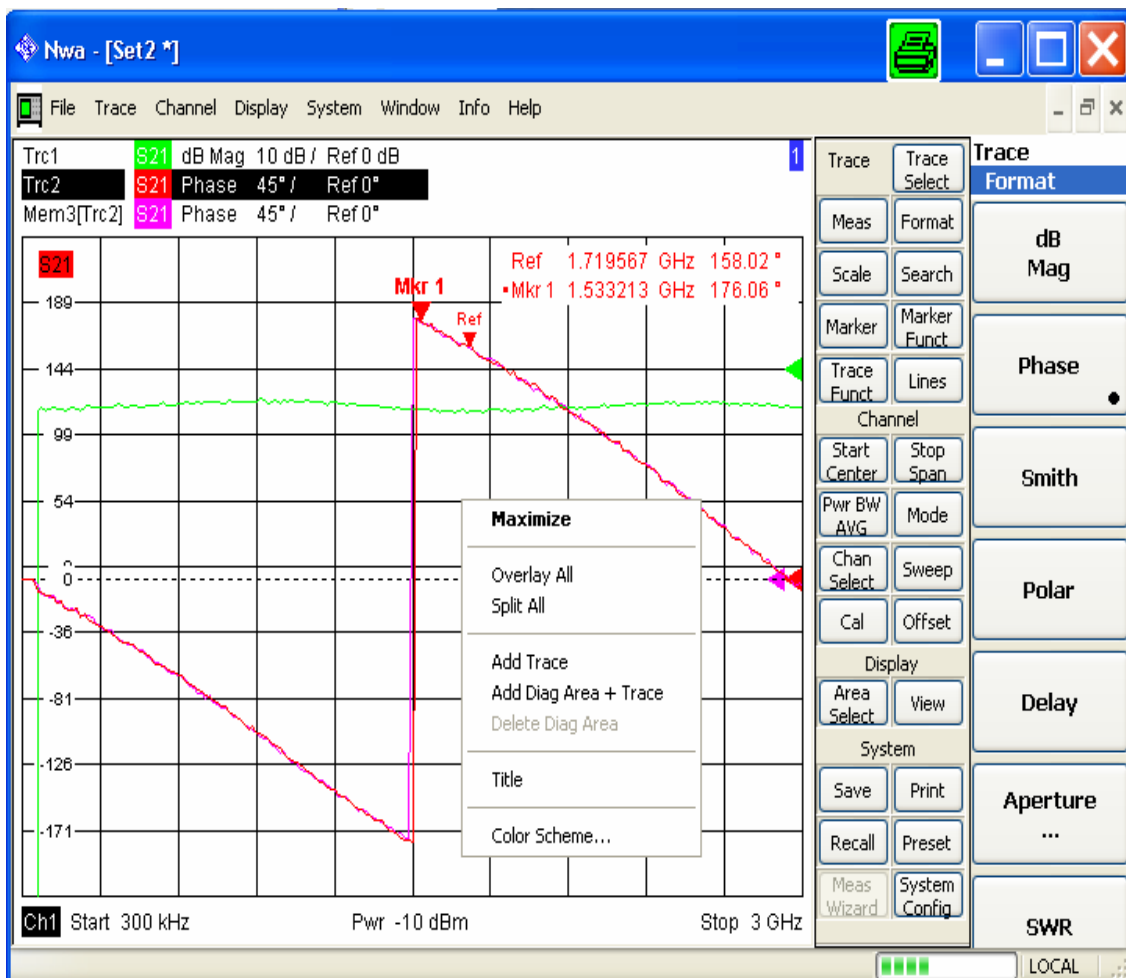 Nwa - [Set2 *]
File Trace Channel Display System Window Info Help
Trc1 S21 dB Mag 10 dB / Ref 0 dB 1
Trc2 S21 Phase 45° / Ref 0°
Mem3[Trc2] S21 Phase 45° / Ref 0°
S21
Ref 1.719567 GHz 158.02 °
•Mkr 1 1.533213 GHz 176.06 °
Mkr 1
Ref
189
144
99
54
0
-36
-81
-126
-171
Maximize
Overlay All
Split All
Add Trace
Add Diag Area + Trace
Delete Diag Area
Title
Color Scheme...
Ch1 Start 300 kHz Pwr -10 dBm Stop 3 GHz
Trace
Trace
Select
Meas
Format
Scale
Search
Marker
Marker
Funct
Trace
Funct
Lines
Channel
Start
Center
Stop
Span
Pwr BW
AVG
Mode
Chan
Select
Sweep
Cal
Offset
Display
Area
Select
View
System
Save
Print
Recall
Preset
Meas
Wizard
System
Config
Trace
Format
dB
Mag
Phase
Smith
Polar
Delay
Aperture
...
SWR
LOCAL